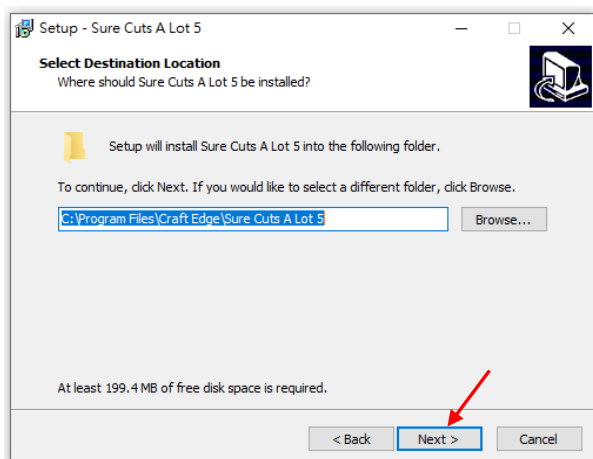 Setup - Sure Cuts A Lot 5
Select Destination Location
Where should Sure Cuts A Lot 5 be installed?
Setup will install Sure Cuts A Lot 5 into the following folder.
To continue, click Next. If you would like to select a different folder, click Browse.
C:\Program Files\Craft Edge\Sure Cuts A Lot 5 Browse...
At least 199.4 MB of free disk space is required.
< Back Next > Cancel